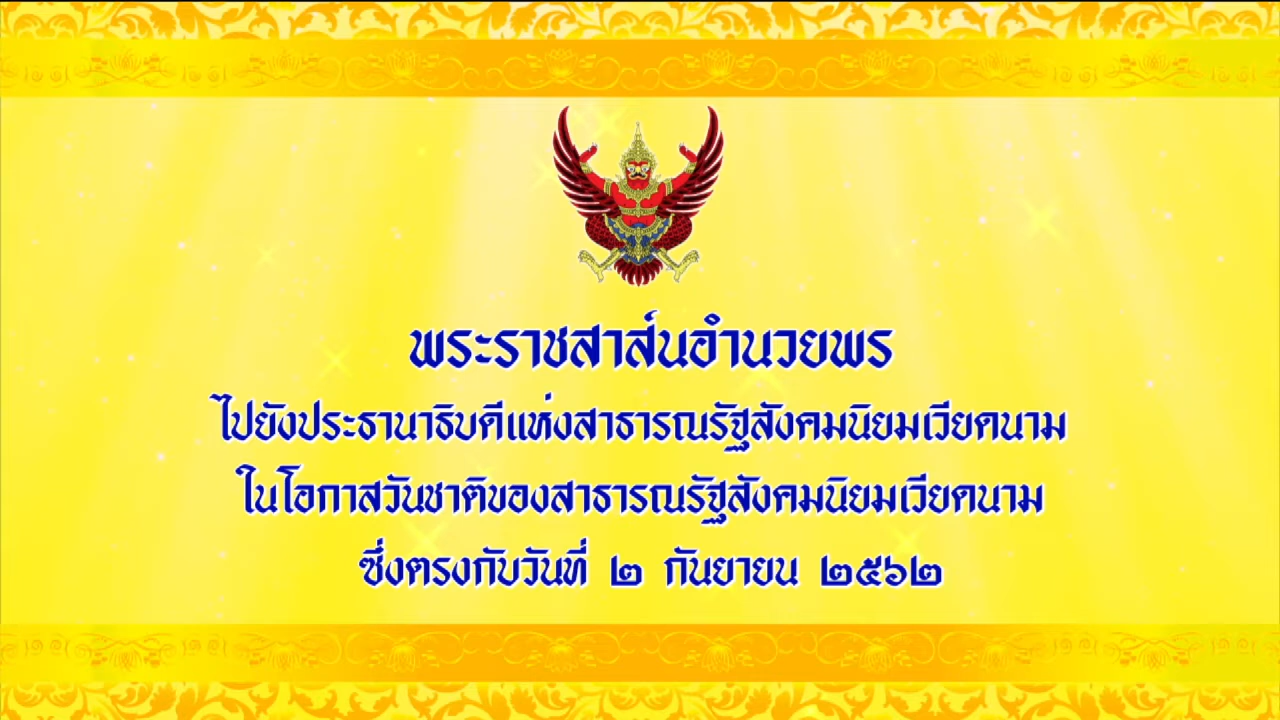 พระราชสาส์นอำนวยพร
ไปยังประธานาธิบดีแห่งสาธารณรัฐสังคมนิยมเวียดนาม
ในโอกาสวันชาติของสาธารณรัฐสังคมนิยมเวียดนาม
ซึ่งตรงกับวันที่ ๒ กันยายน ๒๕๖๒